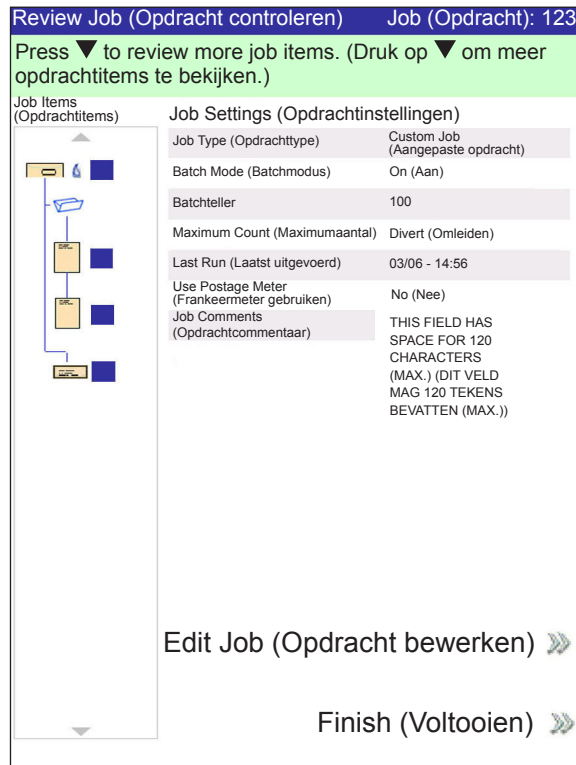 Review Job (Opdracht controleren) Job (Opdracht): 123
Press ▼ to review more job items. (Druk op ▼ om meer
opdrachtitems te bekijken.)
Job Items
(Opdrachtitems)
Job Settings (Opdrachtinstellingen)
Job Type (Opdrachttype)
Custom Job
(Aangepaste opdracht)
Batch Mode (Batchmodus) On (Aan)
Batchteller 100
Maximum Count (Maximumaantal) Divert (Omleiden)
Last Run (Laatst uitgevoerd) 03/06 - 14:56
Use Postage Meter
(Frankeermeter gebruiken) No (Nee)
Job Comments
(Opdrachtcommentaar)
THIS FIELD HAS
SPACE FOR 120
CHARACTERS
(MAX.) (DIT VELD
MAG 120 TEKENS
BEVATTEN (MAX.))
Edit Job (Opdracht bewerken)
Finish (Voltooien)